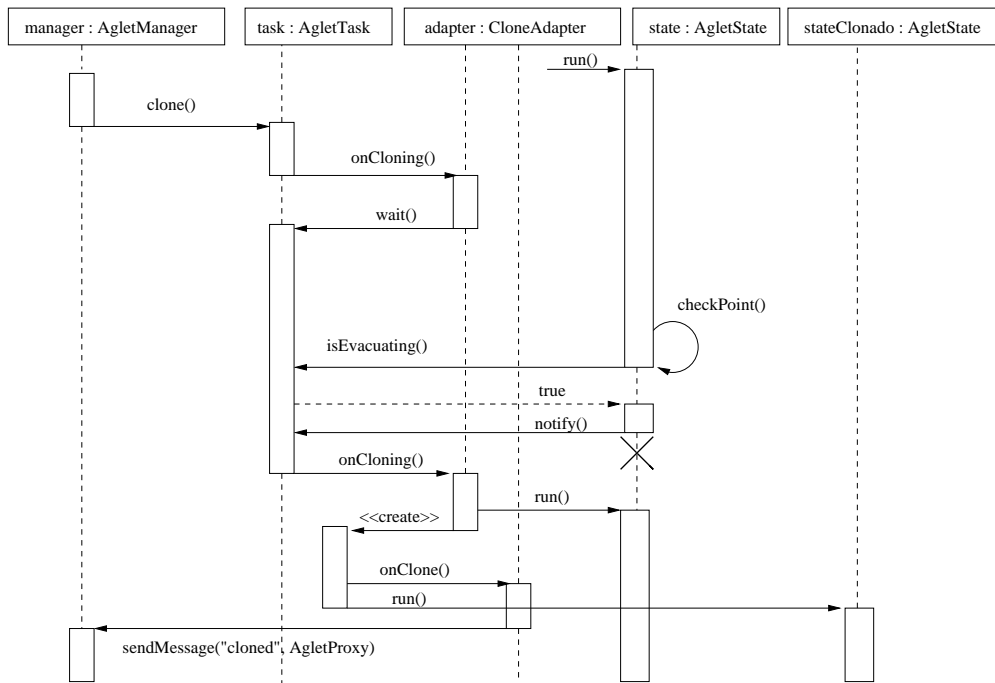 manager : AgletManager
task : AgletTask
adapter : CloneAdapter
state : AgletState
stateClonado : AgletState
run()
clone()
onCloning()
wait()
checkPoint()
isEvacuating()
true
notify()
onCloning()
run()
<<create>>
onClone()
run()
sendMessage("cloned", AgletProxy)